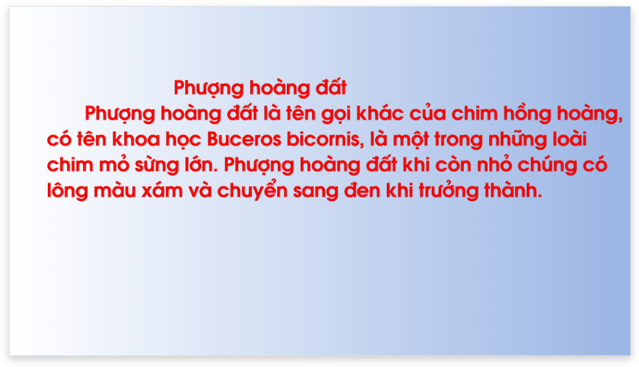 Phượng hoàng đất
Phượng hoàng đất là tên gọi khác của chim hồng hoàng,
có tên khoa học Buceros bicornis, là một trong những loài
chim mỏ sừng lớn. Phượng hoàng đất khi còn nhỏ chúng có
lông màu xám và chuyển sang đen khi trưởng thành.